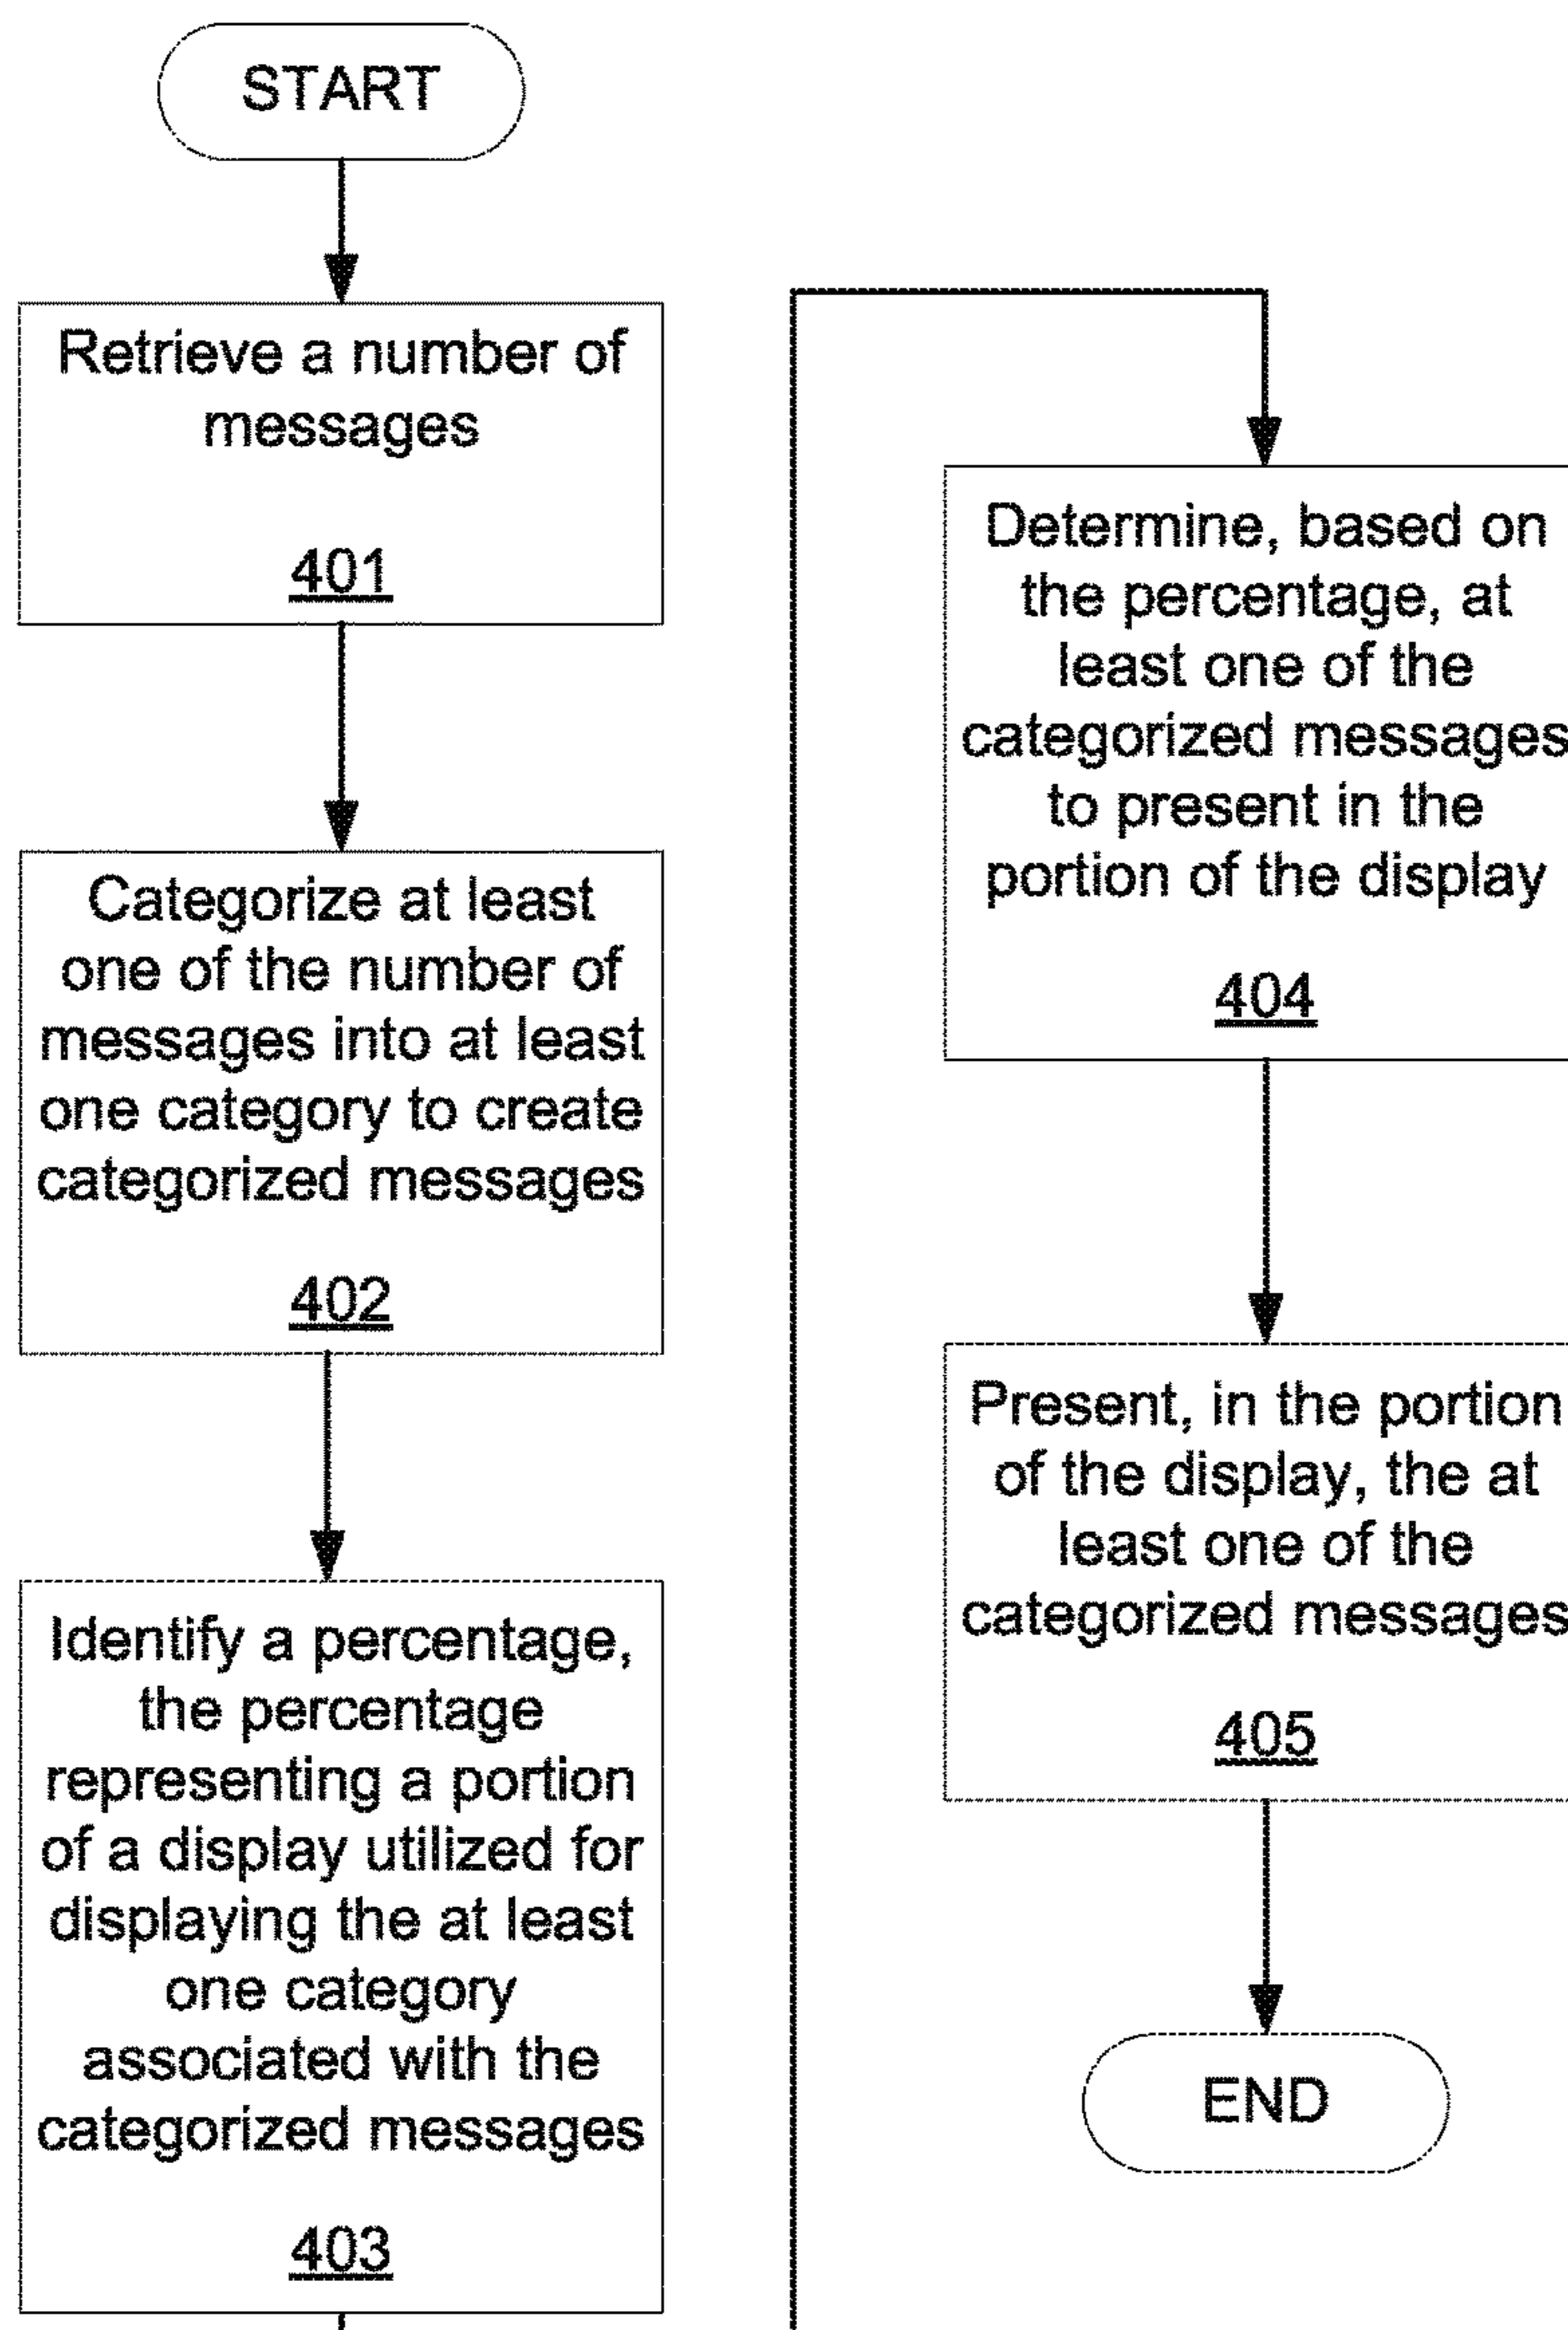 START
Retrieve a number of
messages
401
Categorize at least
one of the number of
messages into at least
one category to create
categorized messages
402
Identify a percentage,
the percentage
representing a portion
of a display utilized for
displaying the at least
one category
associated with the
categorized messages
403
Determine, based on
the percentage, at
least one of the
categorized messages
to present in the
portion of the display
404
Present, in the portion
of the display, the at
least one of the
categorized messages
405
END